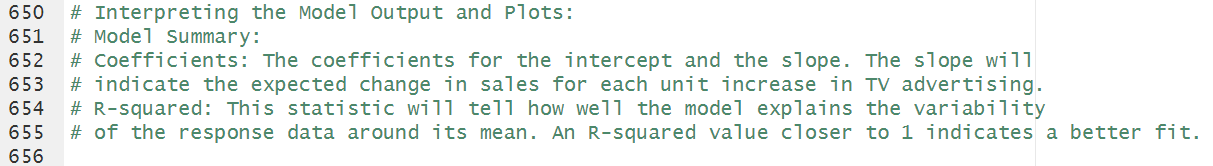 650 # Interpreting the Model Output and Plots:
651 # Model Summary:
652 # Coefficients: The coefficients for the intercept and the slope. The slope will
653 # indicate the expected change in sales for each unit increase in TV advertising.
654 # R-squared: This statistic will tell how well the model explains the variability
655 # of the response data around its mean. An R-squared value closer to 1 indicates a better fit.
656